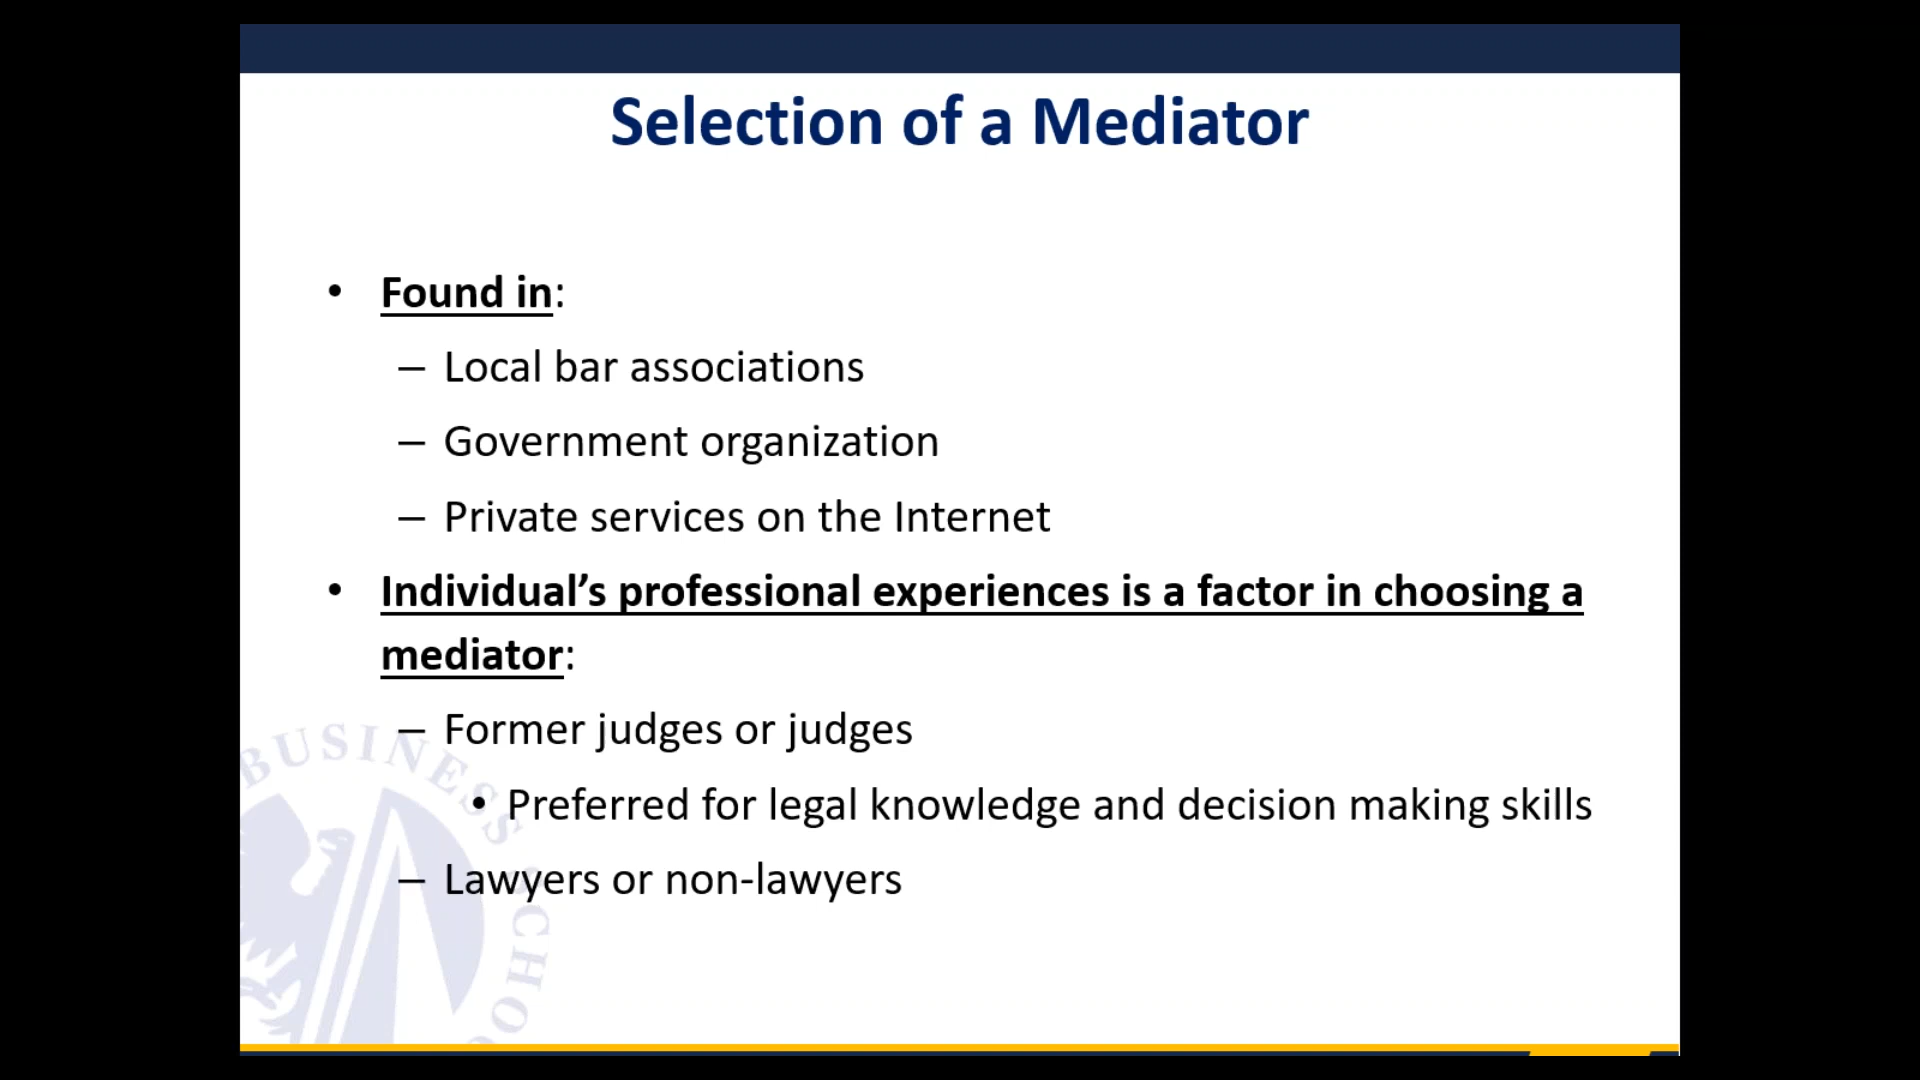 Selection of a Mediator
• Found in:
– Local bar associations
– Government organization
– Private services on the Internet
• Individual’s professional experiences is a factor in choosing a
mediator:
– Former judges or judges
• Preferred for legal knowledge and decision making skills
– Lawyers or non-lawyers
BUSINESS SCHOO